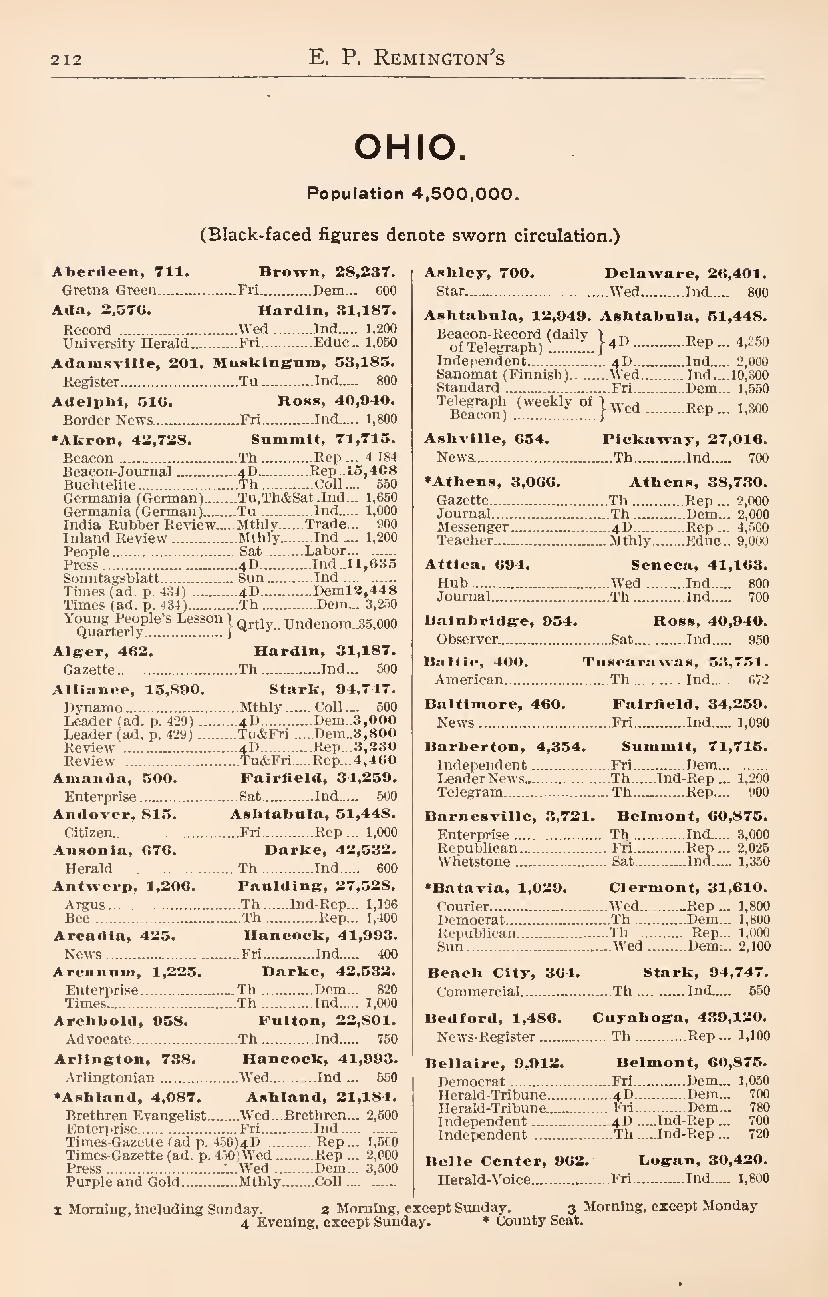 212
E. P. Remington's
OHIO.
Population 4,500,000.
(Black-faced figures denote sworn circulation.)
Aberdeen, 711. Brown, 28,237.
Gretna Green Fri Dem... 600
Ada, 2,576. Hardin, 31,187.
Record Wed Ind 1,200
University Herald Fri Educ.. 1,050
Adamsville, 201. Muskingum, 53,185.
Register Tu Ind 800
Adelphi, 516. Ross, 40,940.
Border News Fri Ind 1,800
*Akron, 42,728. Summit, 71,715.
Beacon Th Rep ... 4 184
Beacon-Journal 4D Rep ..15,468
Buchtelite Th Coll ... 550
Germania (German) Tu,Th&Sat .Ind... 1,650
Germania (German) Tu Ind 1,000
India Rubber Review Mthly Trade... 900
Inland Review Mthly Ind 1,200
People Sat Labor...
Press 4D Ind ..11,635
Sonntagsblatt Sun Ind
Times (ad. p. 434) 4D Dem12,448
Times (ad. p. 434) Th Dem... 3,250
Young People's Lesson
Quarterly } Qrtly.. Undenom..35,000
Alger, 462. Hardin, 31,187.
Gazette Th Ind... 500
Alliance, 15,890. Stark, 94,747.
Dynamo Mthly Coll ... 500
Leader (ad. p. 429) 4D Dem..3,000
Leader (ad. p. 429) Tu&Fri Dem..3,800
Review 4D Rep...3,230
Review Tu&Fri Rep...4,460
Amanda, 500. Fairfield, 34,259.
Enterprise Sat Ind 500
Andover, 815. Ashtabula, 51,448.
Citizen Fri Rep ... 1,000
Ansonia, 676. Darke, 42,532.
Herald Th Ind 600
Antwerp, 1,206. Paulding, 27,528.
Argus Th Ind-Rep... 1,196
Bee Th Rep... 1,400
Arcadia, 425. Hancock, 41,993.
News Fri Ind 400
Arcanum, 1,225. Darke, 42,532.
Enterprise Th Dem... 820
Times Th Ind 1,000
Archbold, 958. Fulton, 22,801.
Advocate Th Ind 750
Arlington, 738. Hancock, 41,993.
Arlingtonian Wed Ind ... 550
*Ashland, 4,087. Ashland, 21,184.
Brethren Evangelist Wed Brethren... 2,500
Enterprise Fri Ind
Times-Gazette (ad p. 450) 4D Rep ... 1,500
Times-Gazette (ad. p. 450) Wed Rep ... 2,000
Press Wed Dem... 3,500
Purple and Gold Mthly Coll
Ashley, 700. Delaware, 26,401.
Star Wed Ind 800
Ashtabula, 12,949. Ashtabula, 51,448.
Beacon-Record (daily
of Telegraph) } 4D Rep ... 4,250
Independent 4D Ind 2,000
Sanomat (Finnish) Wed Ind...10,300
Standard Fri Dem... 1,550
Telegraph (weekly of
Beacon) } Wed Rep ... 1,300
Ashville, 654. Pickaway, 27,016.
News Th Ind 700
*Athens, 3,066. Athens, 38,730.
Gazette Th Rep ... 2,000
Journal Th Dem... 2,000
Messenger 4D Rep ... 4,500
Teacher Mthly Educ.. 9,000
Attica, 694. Seneca, 41,163.
Hub Wed Ind 800
Journal Th Ind 700
Bainbridge, 954. Ross, 40,940.
Observer Sat Ind 950
Baltic, 400. Tuscarawas, 53,751.
American Th Ind 672
Baltimore, 460. Fairfield, 34,259.
News Fri Ind 1,090
Barberton, 4,354. Summit, 71,715.
Independent Fri Dem...
Leader News Th Ind-Rep ... 1,200
Telegram Th Rep 900
Barnesville, 3,721. Belmont, 60,875.
Enterprise Th Ind 3,000
Republican Fri Rep ... 2,025
Whetstone Sat Ind 1,350
*Batavia, 1,029. Clermont, 31,610.
Courier Wed Rep ... 1,800
Democrat Th Dem... 1,800
Republican Th Rep... 1,000
Sun Wed Dem... 2,100
Beach City, 364. Stark, 94,747.
Commercial Th Ind 550
Bedford, 1,486. Cuyahoga, 439,120.
News-Register Th Rep ... 1,100
Bellaire, 9,912. Belmont, 60,875.
Democrat Fri Dem... 1,050
Herald-Tribune 4D Dem... 700
Herald-Tribune Fri Dem... 780
Independent 4D Ind-Rep ... 700
Independent Th Ind-Rep ... 720
Belle Center, 962. Logan, 30,420.
Herald-Voice Fri Ind 1,800
1 Morning, including Sunday. 2 Morning, except Sunday. 3 Morning, except Monday
4 Evening, except Sunday. * County Seat.